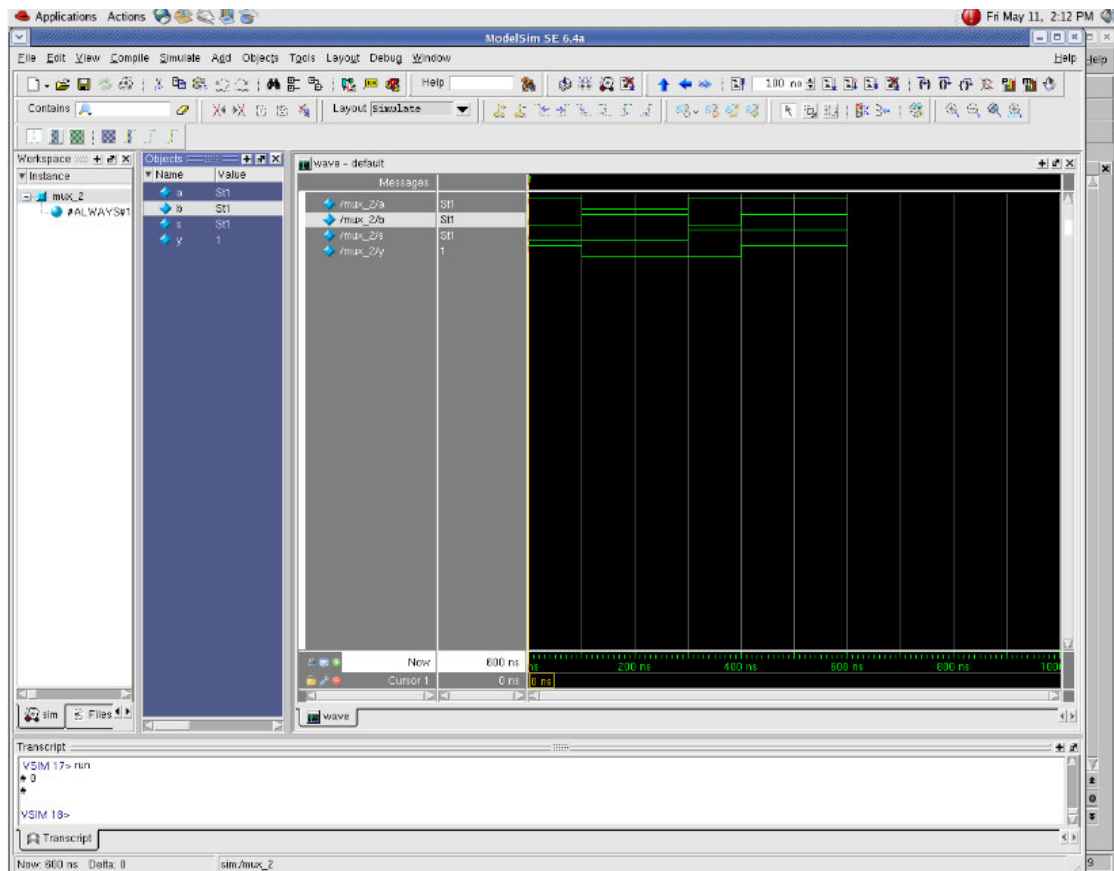 Applications Actions Fri May 11, 2:12 PM
ModelSim SE 6.4a
File Edit View Compile Simulate Add Objects Tools Layout Debug Window Help Help
Help 100 ns
Contains Layout Simulate
Workspace Objects wave - default
Instance Name Value Messages
mux_2 a St1 /mux_2/a St1
#ALWAYS#1 b St1 /mux_2/b St1
s St1 /mux_2/s St1
y 1 /mux_2/y 1
Now 600 ns ns 200 ns 400 ns 600 ns 800 ns 1000
Cursor 1 0 ns 0 ns
sim Files wave
Transcript
VSIM 17> run
# 0
#
VSIM 18>
Transcript
Now: 600 ns Delta: 0 sim:/mux_2 9